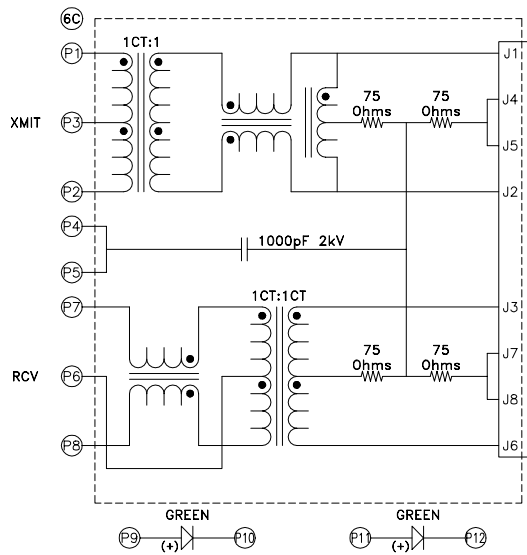 6C
P1
1CT:1
J1
75
Ohms
75
Ohms
J4
XMIT
P3
J5
P2
J2
P4
1000pF 2kV
P5
1CT:1CT
P7
J3
75
Ohms
75
Ohms
J7
RCV
P6
J8
P8
J6
GREEN
GREEN
P9
(+)
P10
P11
(+)
P12